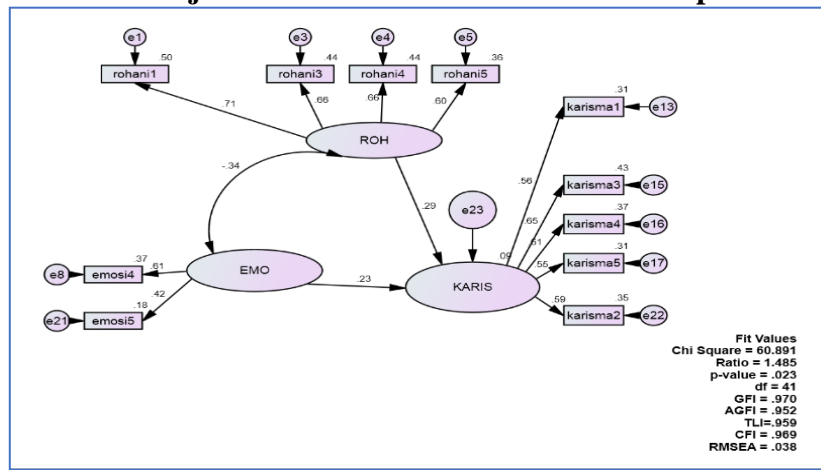 e1
e3
e4
e5
.50
.44
.44
.36
rohani1
rohani3
rohani4
rohani5
.71
.66
.66
.60
ROH
.31
karisma1
e13
-.34
.29
.56
.43
karisma3
e15
e23
.65
.37
karisma4
e16
.61
.09
.31
karisma5
e17
.55
.37
e8
emosi4
.61
EMO
.23
KARIS
.59
.35
karisma2
e22
.42
.18
e21
emosi5
Fit Values
Chi Square = 60.891
Ratio = 1.485
p-value = .023
df = 41
GFI = .970
AGFI = .952
TLI=.959
CFI = .969
RMSEA = .038